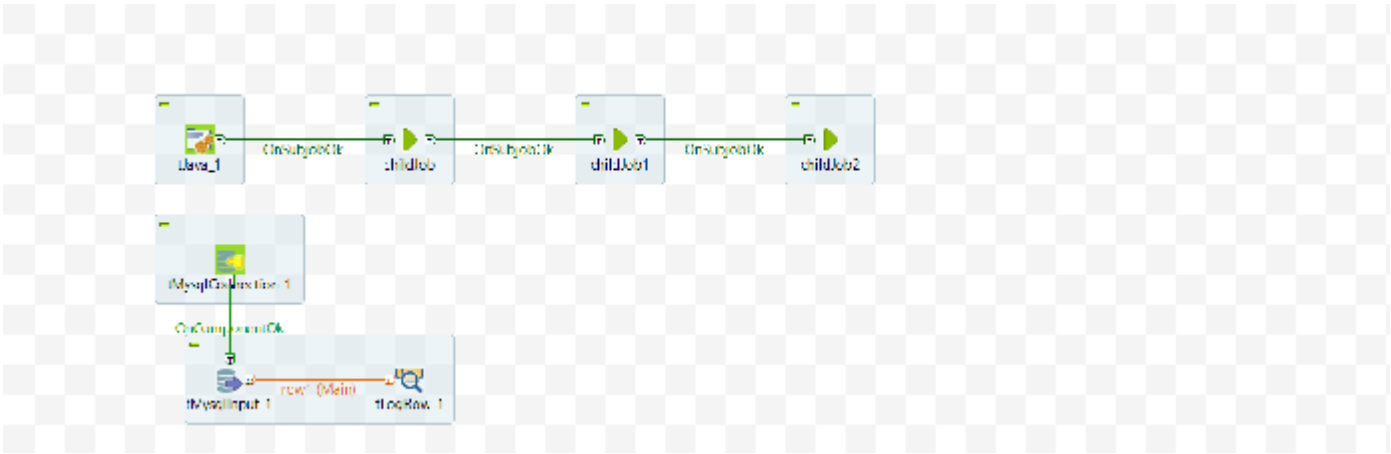 OnSubjobOk OnSubjobOk OnSubjobOk
tJava_1 childJob childJob1 childJob2
tMysqlConnection_1
OnComponentOk
row1 (Main)
tMysqlInput_1 tLogRow_1